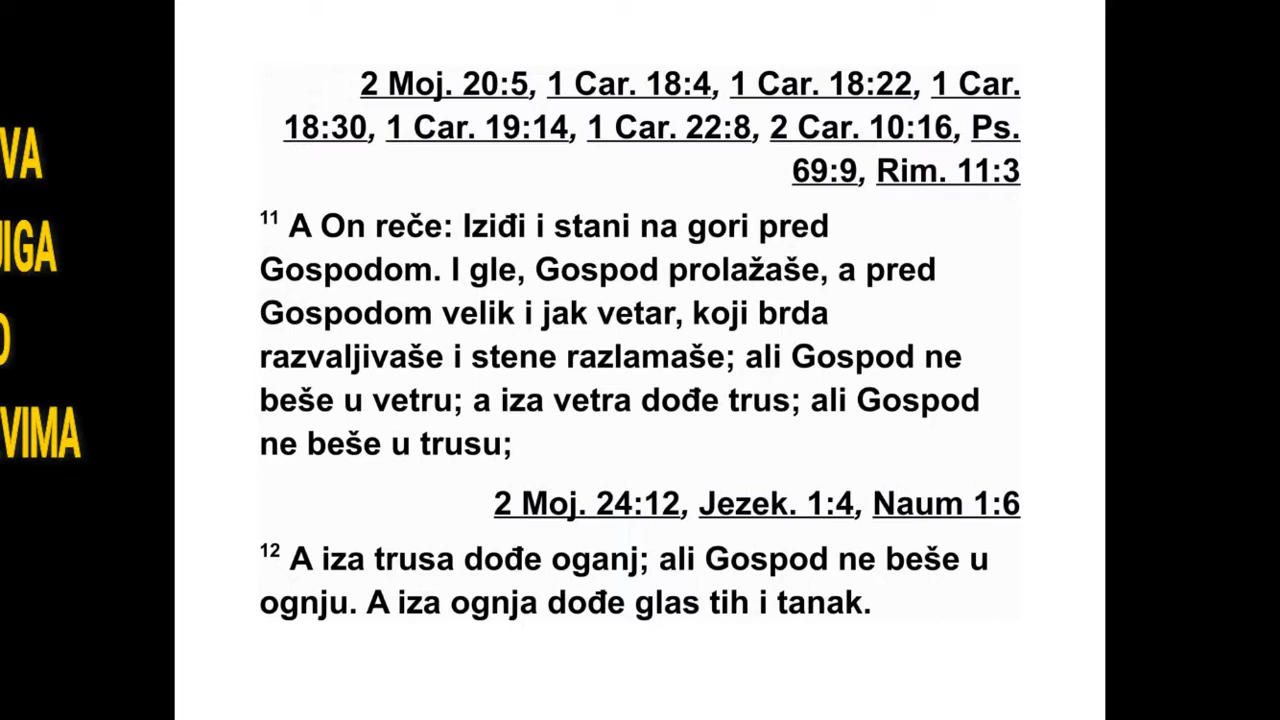 VA
JIGA
O
VIMA
2 Moj. 20:5, 1 Car. 18:4, 1 Car. 18:22, 1 Car.
18:30, 1 Car. 19:14, 1 Car. 22:8, 2 Car. 10:16, Ps.
69:9, Rim. 11:3
11 A On reče: Iziđi i stani na gori pred
Gospodom. I gle, Gospod prolažaše, a pred
Gospodom velik i jak vetar, koji brda
razvaljivaše i stene razlamaše; ali Gospod ne
beše u vetru; a iza vetra dođe trus; ali Gospod
ne beše u trusu;
2 Moj. 24:12, Jezek. 1:4, Naum 1:6
12 A iza trusa dođe oganj; ali Gospod ne beše u
ognju. A iza ognja dođe glas tih i tanak.